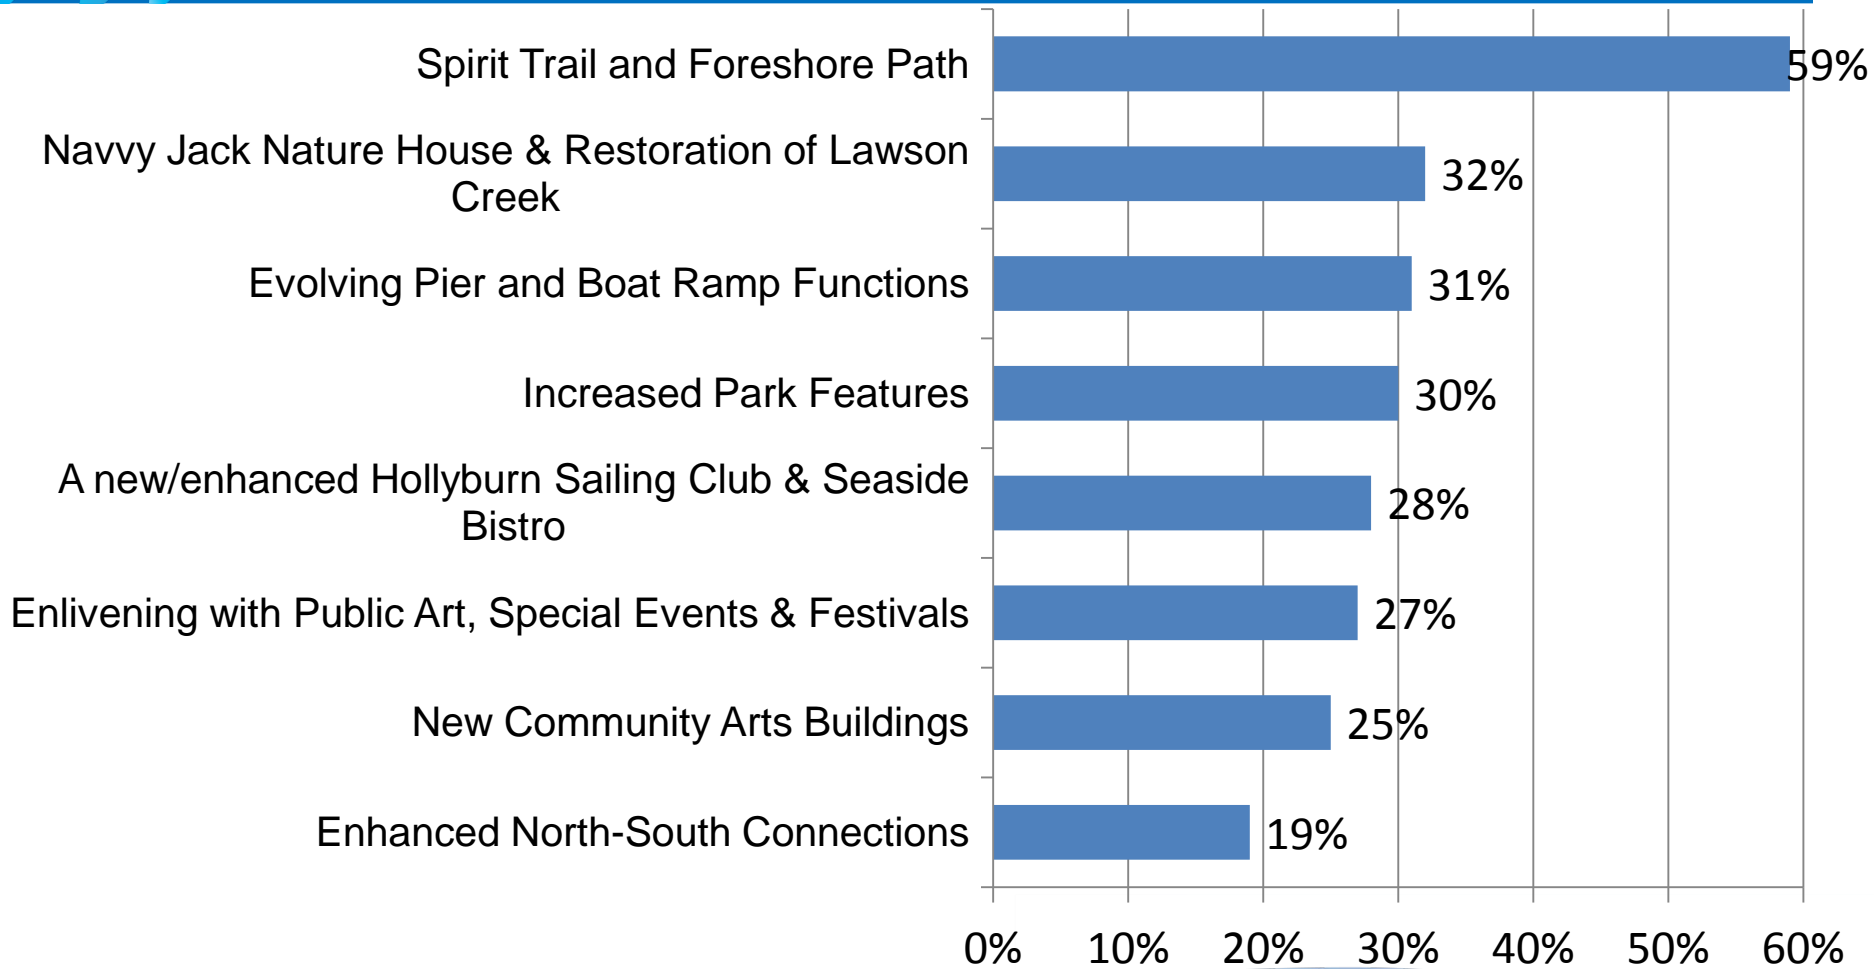 Spirit Trail and Foreshore Path
59%
Navvy Jack Nature House & Restoration of Lawson
Creek
32%
Evolving Pier and Boat Ramp Functions
31%
Increased Park Features
30%
A new/enhanced Hollyburn Sailing Club & Seaside
Bistro
28%
Enlivening with Public Art, Special Events & Festivals
27%
New Community Arts Buildings
25%
Enhanced North-South Connections
19%
0% 10% 20% 30% 40% 50% 60%